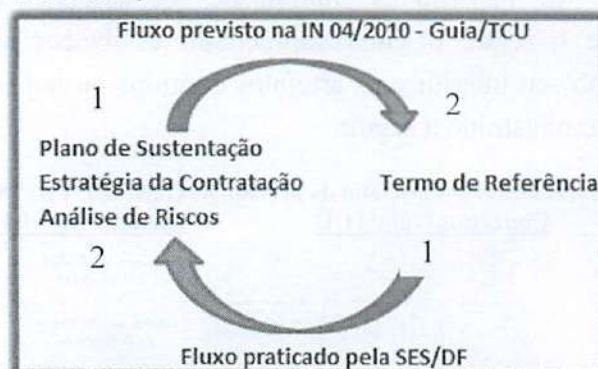 Fluxo previsto na IN 04/2010 - Guia/TCU
1 2
Plano de Sustentação
Estratégia da Contratação Termo de Referência
Análise de Riscos
2 1
Fluxo praticado pela SES/DF